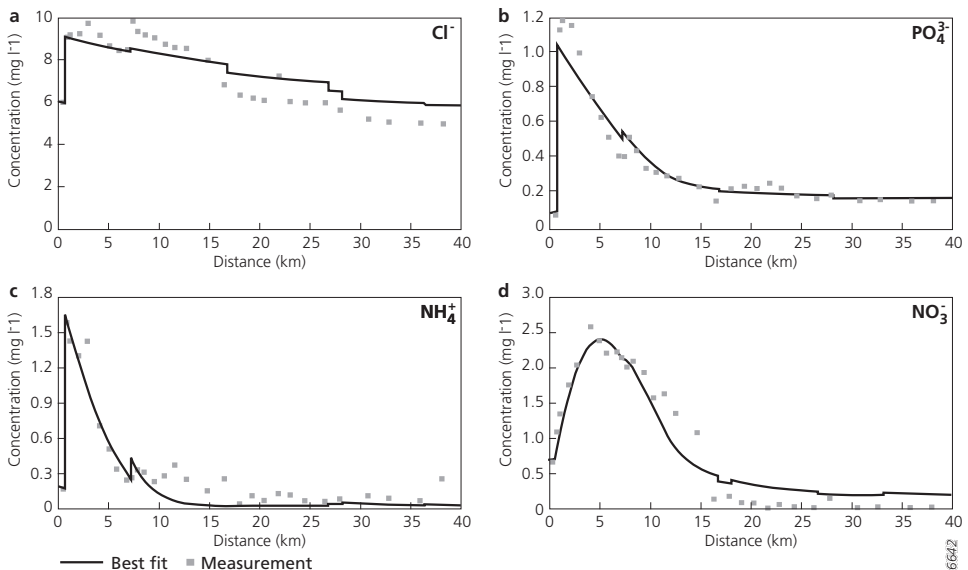 a
Cl-
Concentration (mg l-1)
10
8
6
4
2
0
0 5 10 15 20 25 30 35 40
Distance (km)
b
PO4 3-
Concentration (mg l-1)
1.2
1.0
0.8
0.6
0.4
0.2
0
0 5 10 15 20 25 30 35 40
Distance (km)
c
NH4 +
Concentration (mg l-1)
1.8
1.5
1.2
0.9
0.6
0.3
0
0 5 10 15 20 25 30 35 40
Distance (km)
d
NO3 -
Concentration (mg l-1)
3.0
2.5
2.0
1.5
1.0
0.5
0
0 5 10 15 20 25 30 35 40
Distance (km)
Best fit Measurement
6642